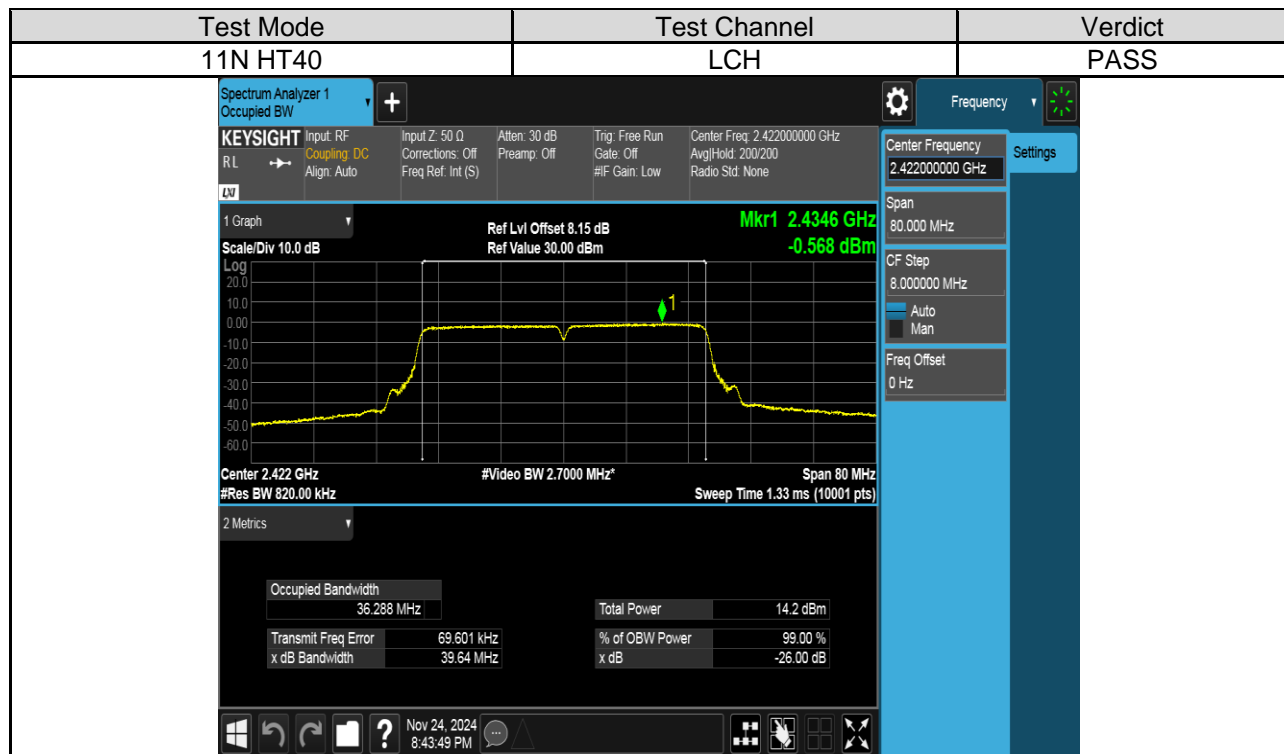 Test Mode Test Channel Verdict
11N HT40 LCH PASS
Spectrum Analyzer 1
Occupied BW
+
Frequency
KEYSIGHT Input: RF Input Z: 50 Ω Atten: 30 dB Trig: Free Run Center Freq: 2.422000000 GHz
R L Coupling: DC Corrections: Off Preamp: Off Gate: Off Avg|Hold: 200/200
Align: Auto Freq Ref: Int (S) #IF Gain: Low Radio Std: None
LXI
Center Frequency
2.422000000 GHz
Settings
Span
80.000 MHz
CF Step
8.000000 MHz
Auto
Man
Freq Offset
0 Hz
1 Graph
Ref Lvl Offset 8.15 dB
Mkr1 2.4346 GHz
Scale/Div 10.0 dB
Ref Value 30.00 dBm
-0.568 dBm
Log
20.0
10.0
1
0.00
-10.0
-20.0
-30.0
-40.0
-50.0
-60.0
Center 2.422 GHz #Video BW 2.7000 MHz* Span 80 MHz
#Res BW 820.00 kHz Sweep Time 1.33 ms (10001 pts)
2 Metrics
Occupied Bandwidth
36.288 MHz
Total Power 14.2 dBm
Transmit Freq Error 69.601 kHz
% of OBW Power 99.00 %
x dB Bandwidth 39.64 MHz
x dB -26.00 dB
?
Nov 24, 2024
8:43:49 PM